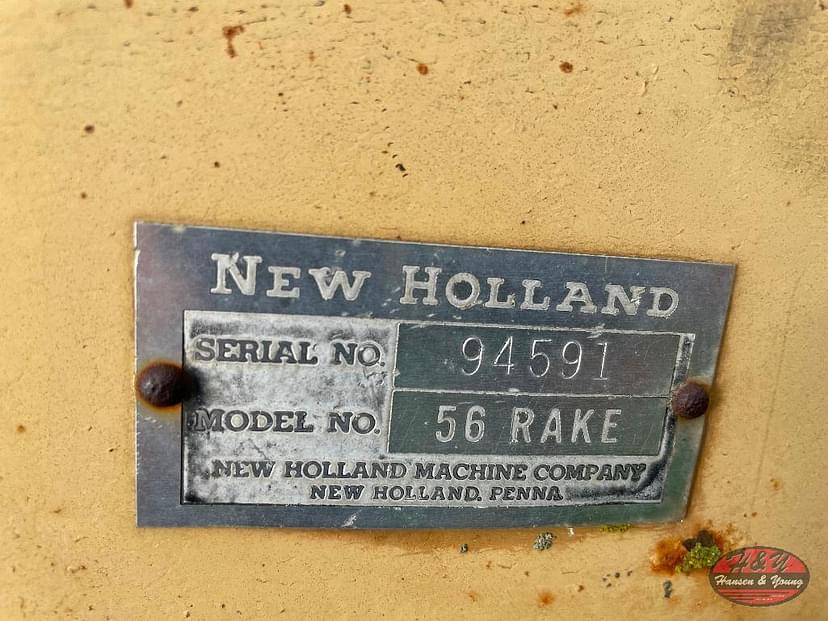 NEW HOLLAND
SERIAL NO. 94591
MODEL NO. 56 RAKE
NEW HOLLAND MACHINE COMPANY
NEW HOLLAND, PENNA.
H&Y
Hansen & Young